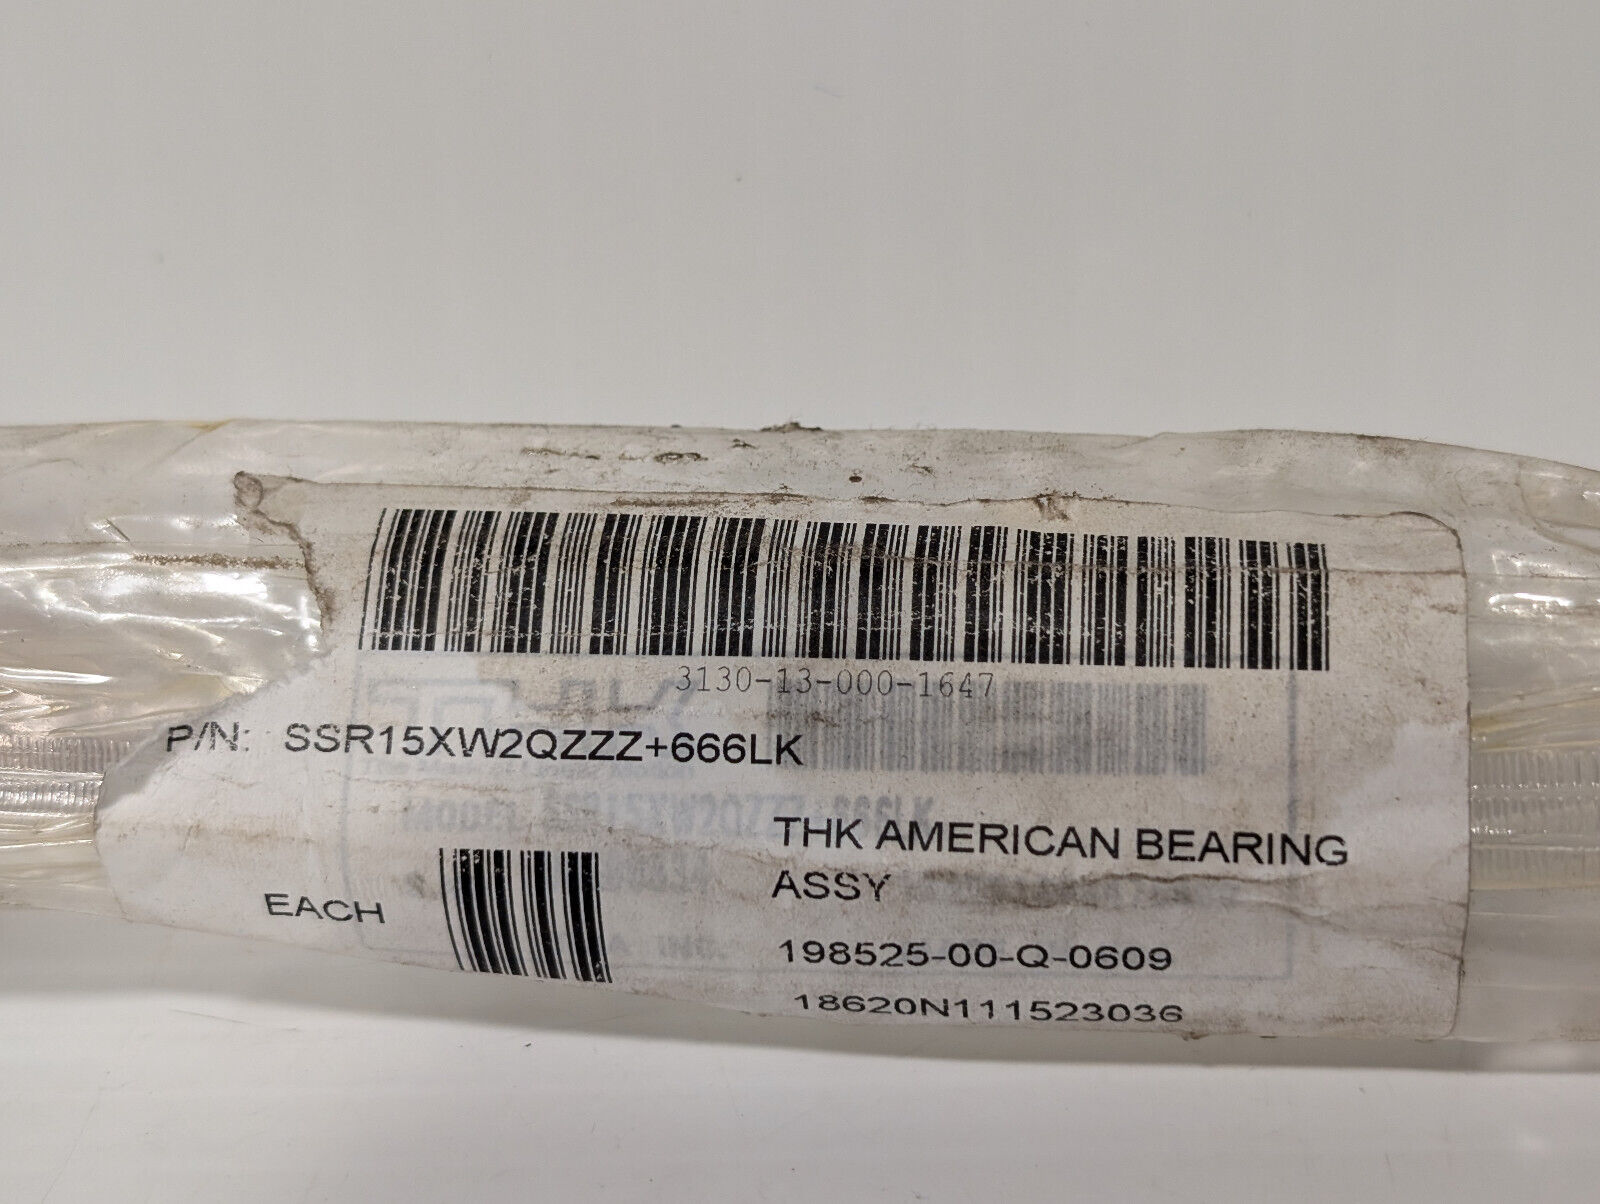 3130-13-000-1647
P/N: SSR15XW2QZZZ+666LK
THK AMERICAN BEARING
ASSY
EACH
198525-00-Q-0609
18620N111523036